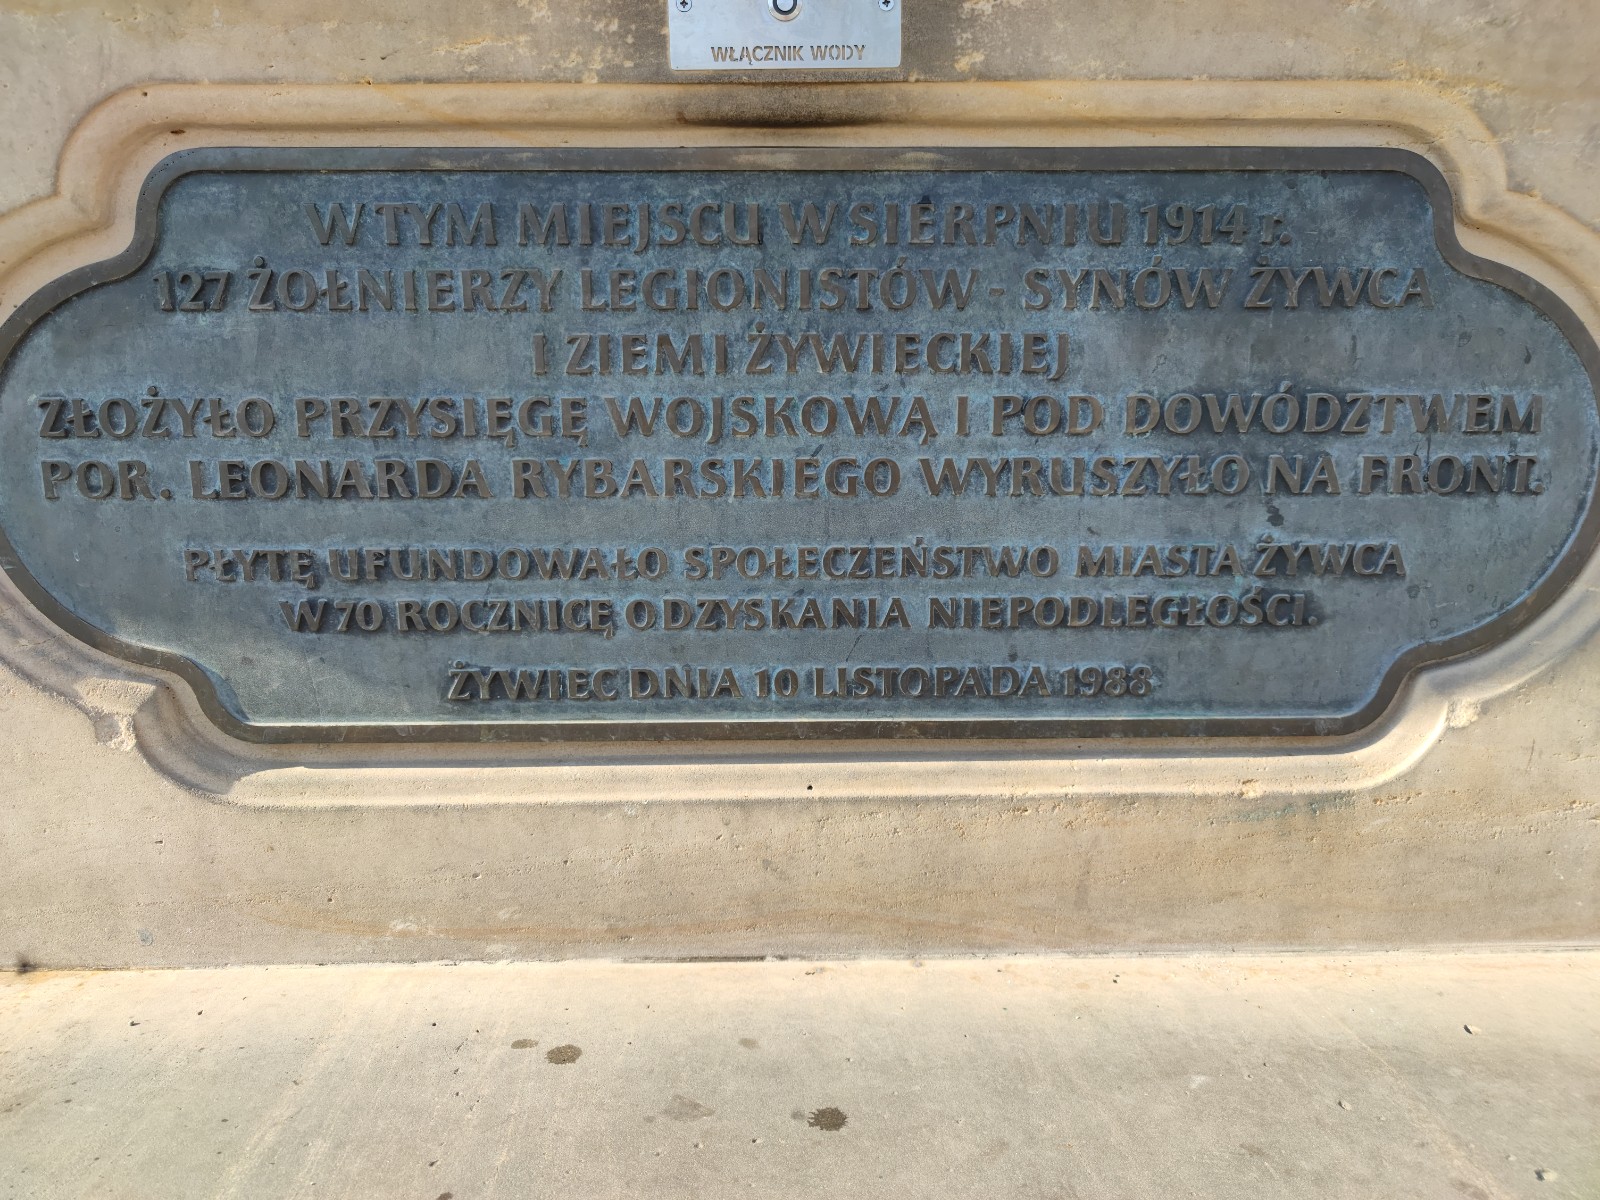 WŁĄCZNIK WODY
W TYM MIEJSCU W SIERPNIU 1914 r.
127 ŻOŁNIERZY LEGIONISTÓW - SYNÓW ŻYWCA
I ZIEMI ŻYWIECKIEJ
ZŁOŻYŁO PRZYSIĘGĘ WOJSKOWĄ I POD DOWÓDZTWEM
POR. LEONARDA RYBARSKIEGO WYRUSZYŁO NA FRONT.
PŁYTĘ UFUNDOWAŁO SPOŁECZEŃSTWO MIASTA ŻYWCA
W 70 ROCZNICĘ ODZYSKANIA NIEPODLEGŁOŚCI.
ŻYWIEC DNIA 10 LISTOPADA 1988